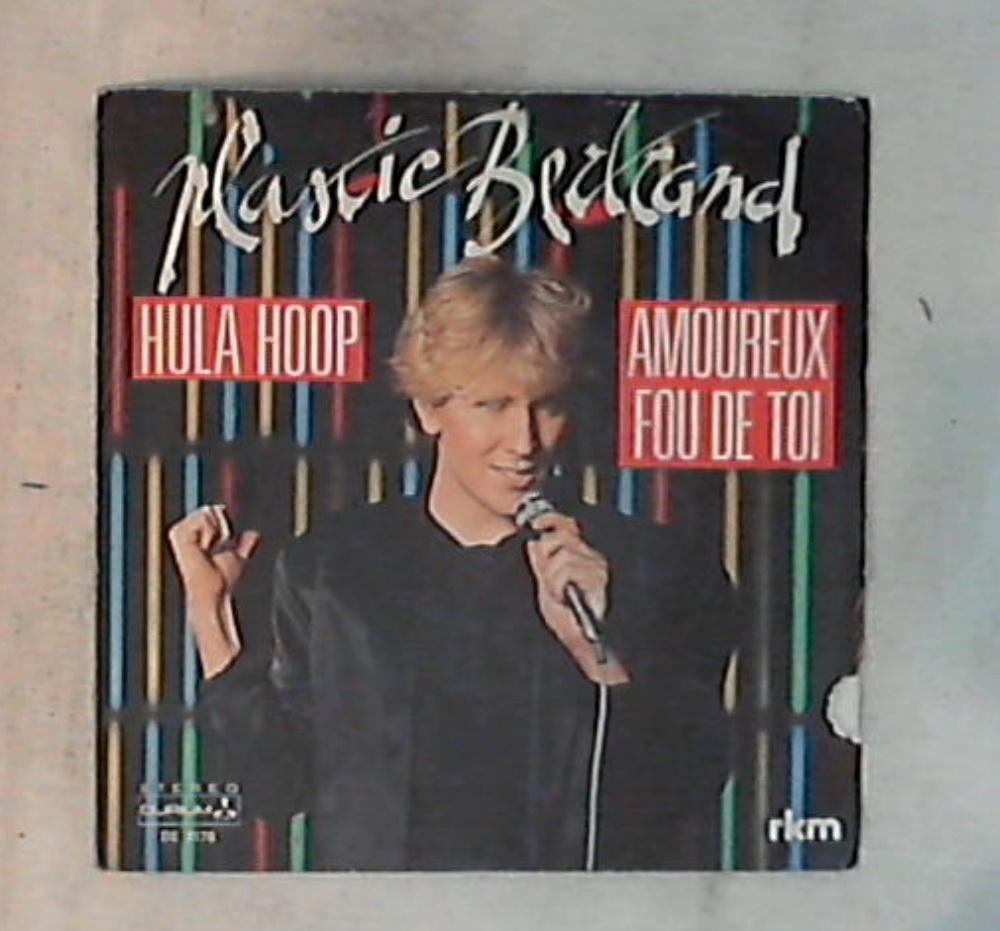 Plastic Bertrand
HULA HOOP
AMOUREUX
FOU DE TOI
STEREO
rkm